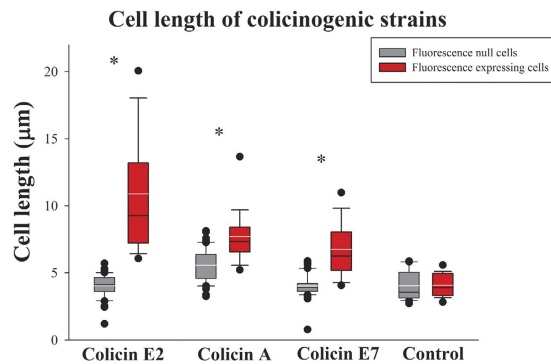 Cell length of colicinogenic strains
Fluorescence null cells
Fluorescence expressing cells
Cell length (μm)
20
15
10
5
0
*
*
*
Colicin E2
Colicin A
Colicin E7
Control